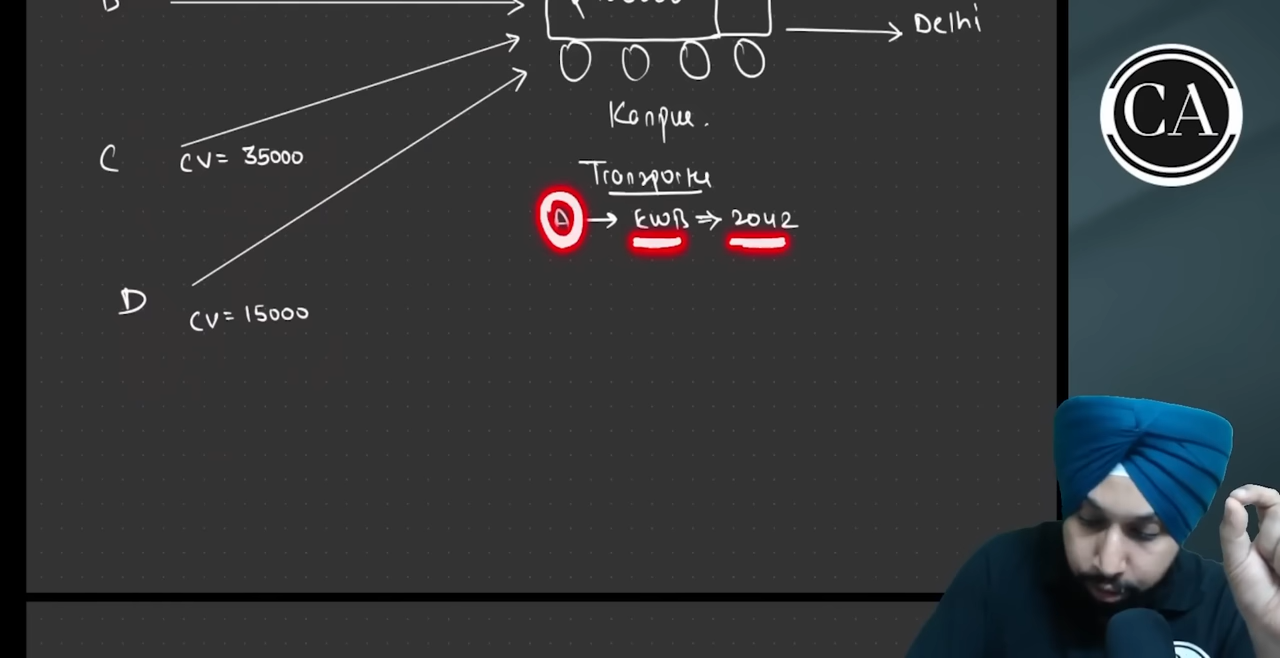 Delhi
Kanpur.
C CV = 35000
Transporter
A → EWB ⇒ 2042
D CV = 15000
CA